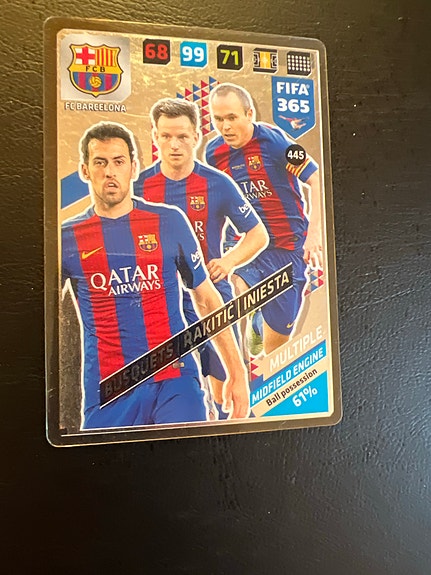 68 99 71
FCB
FC BARCELONA
FIFA
365
445
QATAR
AIRWAYS
QATAR
AIRWAYS
beko
BUSQUETS | RAKITIĆ | INIESTA
MULTIPLE
MIDFIELD ENGINE
Ball possession
61%